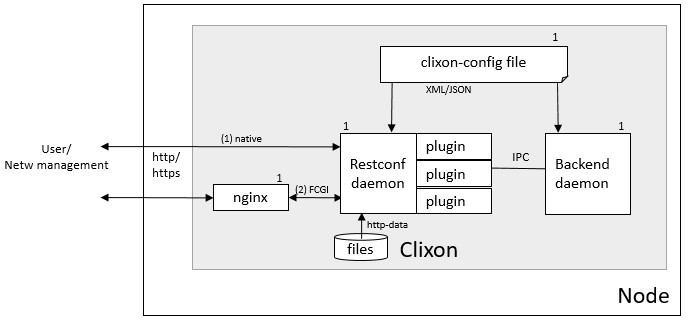 1
clixon-config file
XML/JSON
(1) native
1
1
User/
Netw management
http/
https
Restconf
daemon
plugin
plugin
plugin
IPC
Backend
daemon
1
nginx
(2) FCGI
http-data
files
Clixon
Node